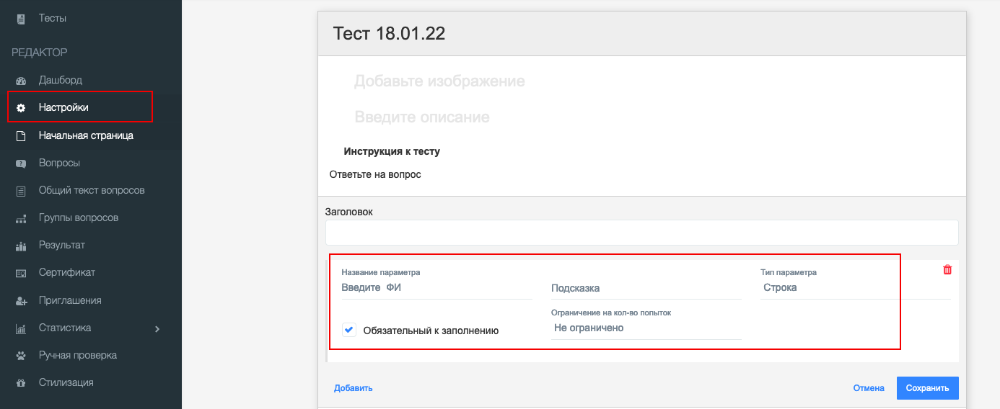 Тесты
РЕДАКТОР
Дашборд
Настройки
Начальная страница
Вопросы
Общий текст вопросов
Группы вопросов
Результат
Сертификат
Приглашения
Статистика
Ручная проверка
Стилизация
Тест 18.01.22
Добавьте изображение
Введите описание
Инструкция к тесту
Ответьте на вопрос
Заголовок
Название параметра
Введите ФИ
Подсказка
Тип параметра
Строка
Обязательный к заполнению
Ограничение на кол-во попыток
Не ограничено
Добавить
Отмена
Сохранить